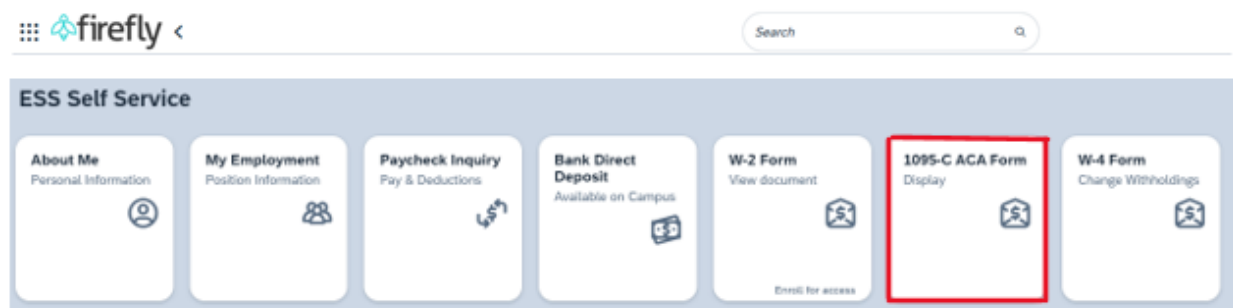 firefly
Search
ESS Self Service
About Me
Personal Information
My Employment
Position Information
Paycheck Inquiry
Pay & Deductions
Bank Direct
Deposit
Available on Campus
W-2 Form
View document
Enroll for access
1095-C ACA Form
Display
W-4 Form
Change Withholdings